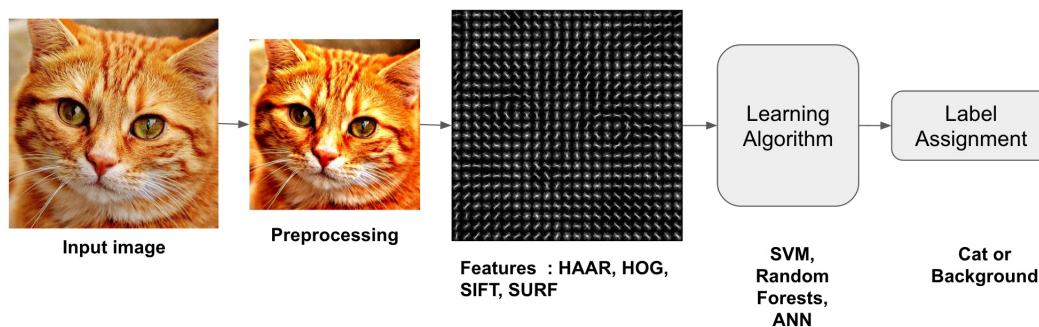 Input image
Preprocessing
Features : HAAR, HOG,
SIFT, SURF
Learning
Algorithm
SVM,
Random
Forests,
ANN
Label
Assignment
Cat or
Background